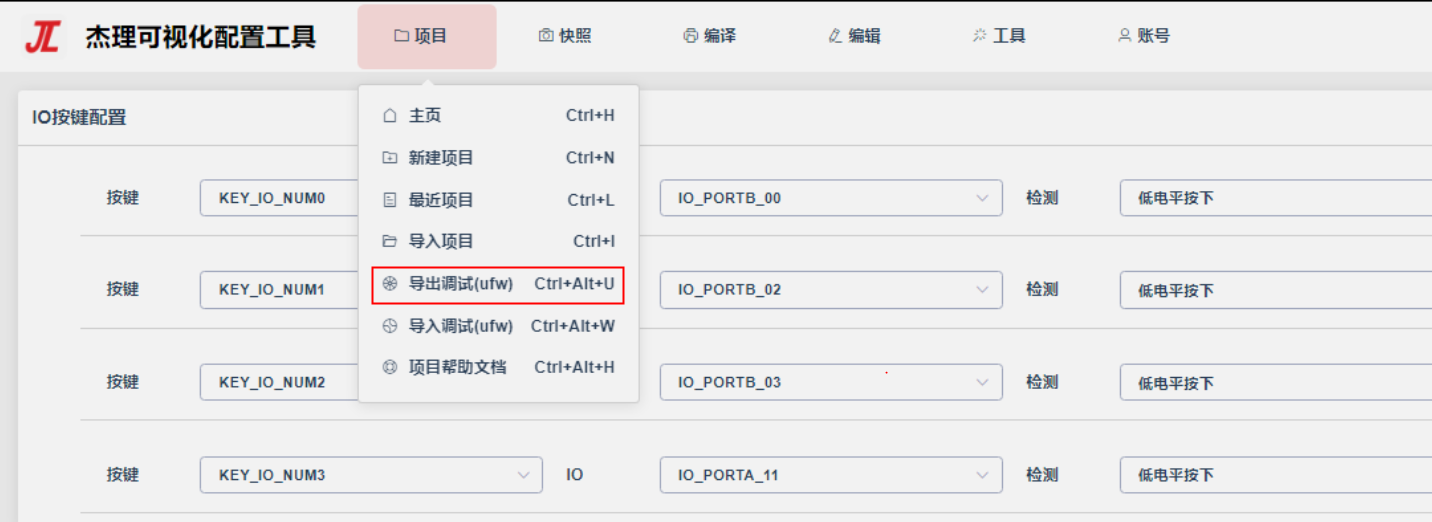 JL 杰理可视化配置工具 项目 快照 编译 编辑 工具 账号
IO按键配置
主页 Ctrl+H
新建项目 Ctrl+N
最近项目 Ctrl+L
导入项目 Ctrl+I
导出调试(ufw) Ctrl+Alt+U
导入调试(ufw) Ctrl+Alt+W
项目帮助文档 Ctrl+Alt+H
按键 KEY_IO_NUM0 IO_PORTB_00 检测 低电平按下
按键 KEY_IO_NUM1 IO_PORTB_02 检测 低电平按下
按键 KEY_IO_NUM2 IO_PORTB_03 检测 低电平按下
按键 KEY_IO_NUM3 IO IO_PORTA_11 检测 低电平按下